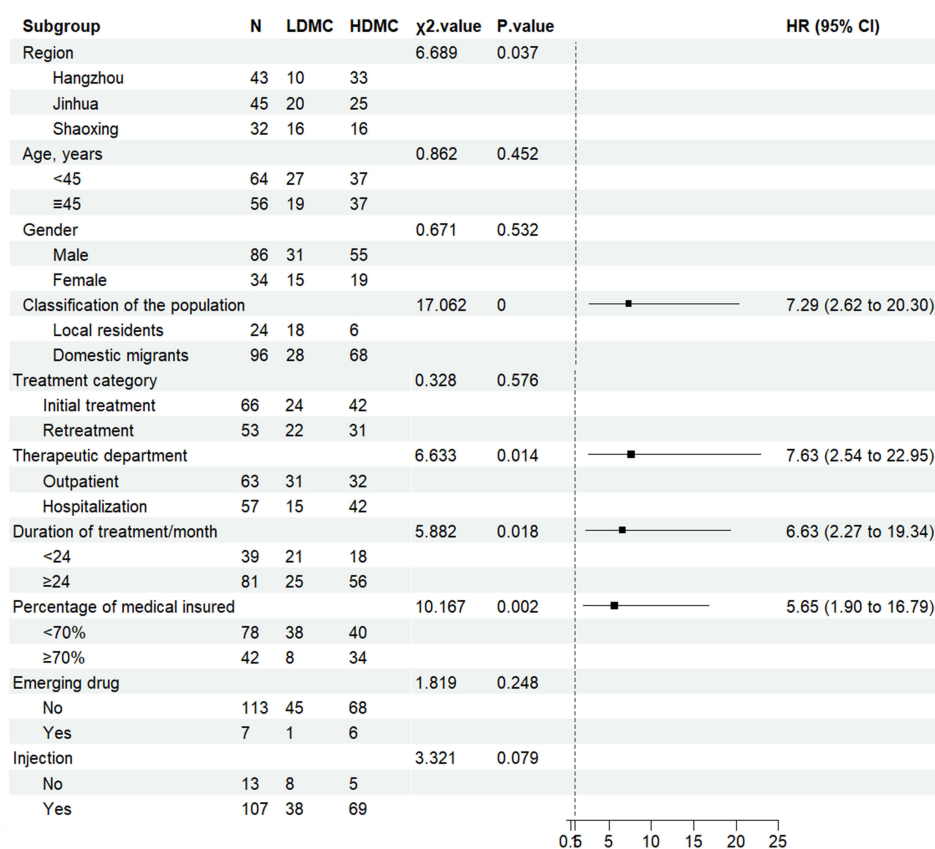 Subgroup N LDMC HDMC χ2.value P.value HR (95% CI)
Region 6.689 0.037
Hangzhou 43 10 33
Jinhua 45 20 25
Shaoxing 32 16 16
Age, years 0.862 0.452
<45 64 27 37
≡45 56 19 37
Gender 0.671 0.532
Male 86 31 55
Female 34 15 19
Classification of the population 17.062 0 7.29 (2.62 to 20.30)
Local residents 24 18 6
Domestic migrants 96 28 68
Treatment category 0.328 0.576
Initial treatment 66 24 42
Retreatment 53 22 31
Therapeutic department 6.633 0.014 7.63 (2.54 to 22.95)
Outpatient 63 31 32
Hospitalization 57 15 42
Duration of treatment/month 5.882 0.018 6.63 (2.27 to 19.34)
<24 39 21 18
≥24 81 25 56
Percentage of medical insured 10.167 0.002 5.65 (1.90 to 16.79)
<70% 78 38 40
≥70% 42 8 34
Emerging drug 1.819 0.248
No 113 45 68
Yes 7 1 6
Injection 3.321 0.079
No 13 8 5
Yes 107 38 69
5 10 15 20 25